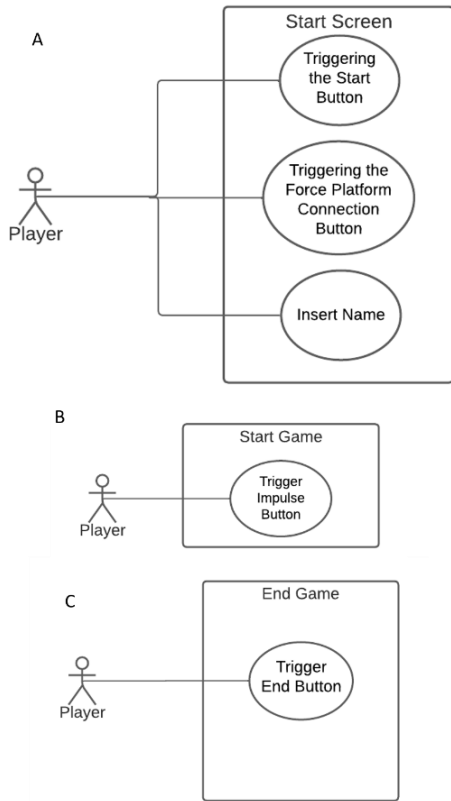 A
Start Screen
Triggering
the Start
Button
Triggering the
Force Platform
Connection
Button
Player
Insert Name
B
Start Game
Trigger
Impulse
Button
Player
C
End Game
Trigger
End Button
Player